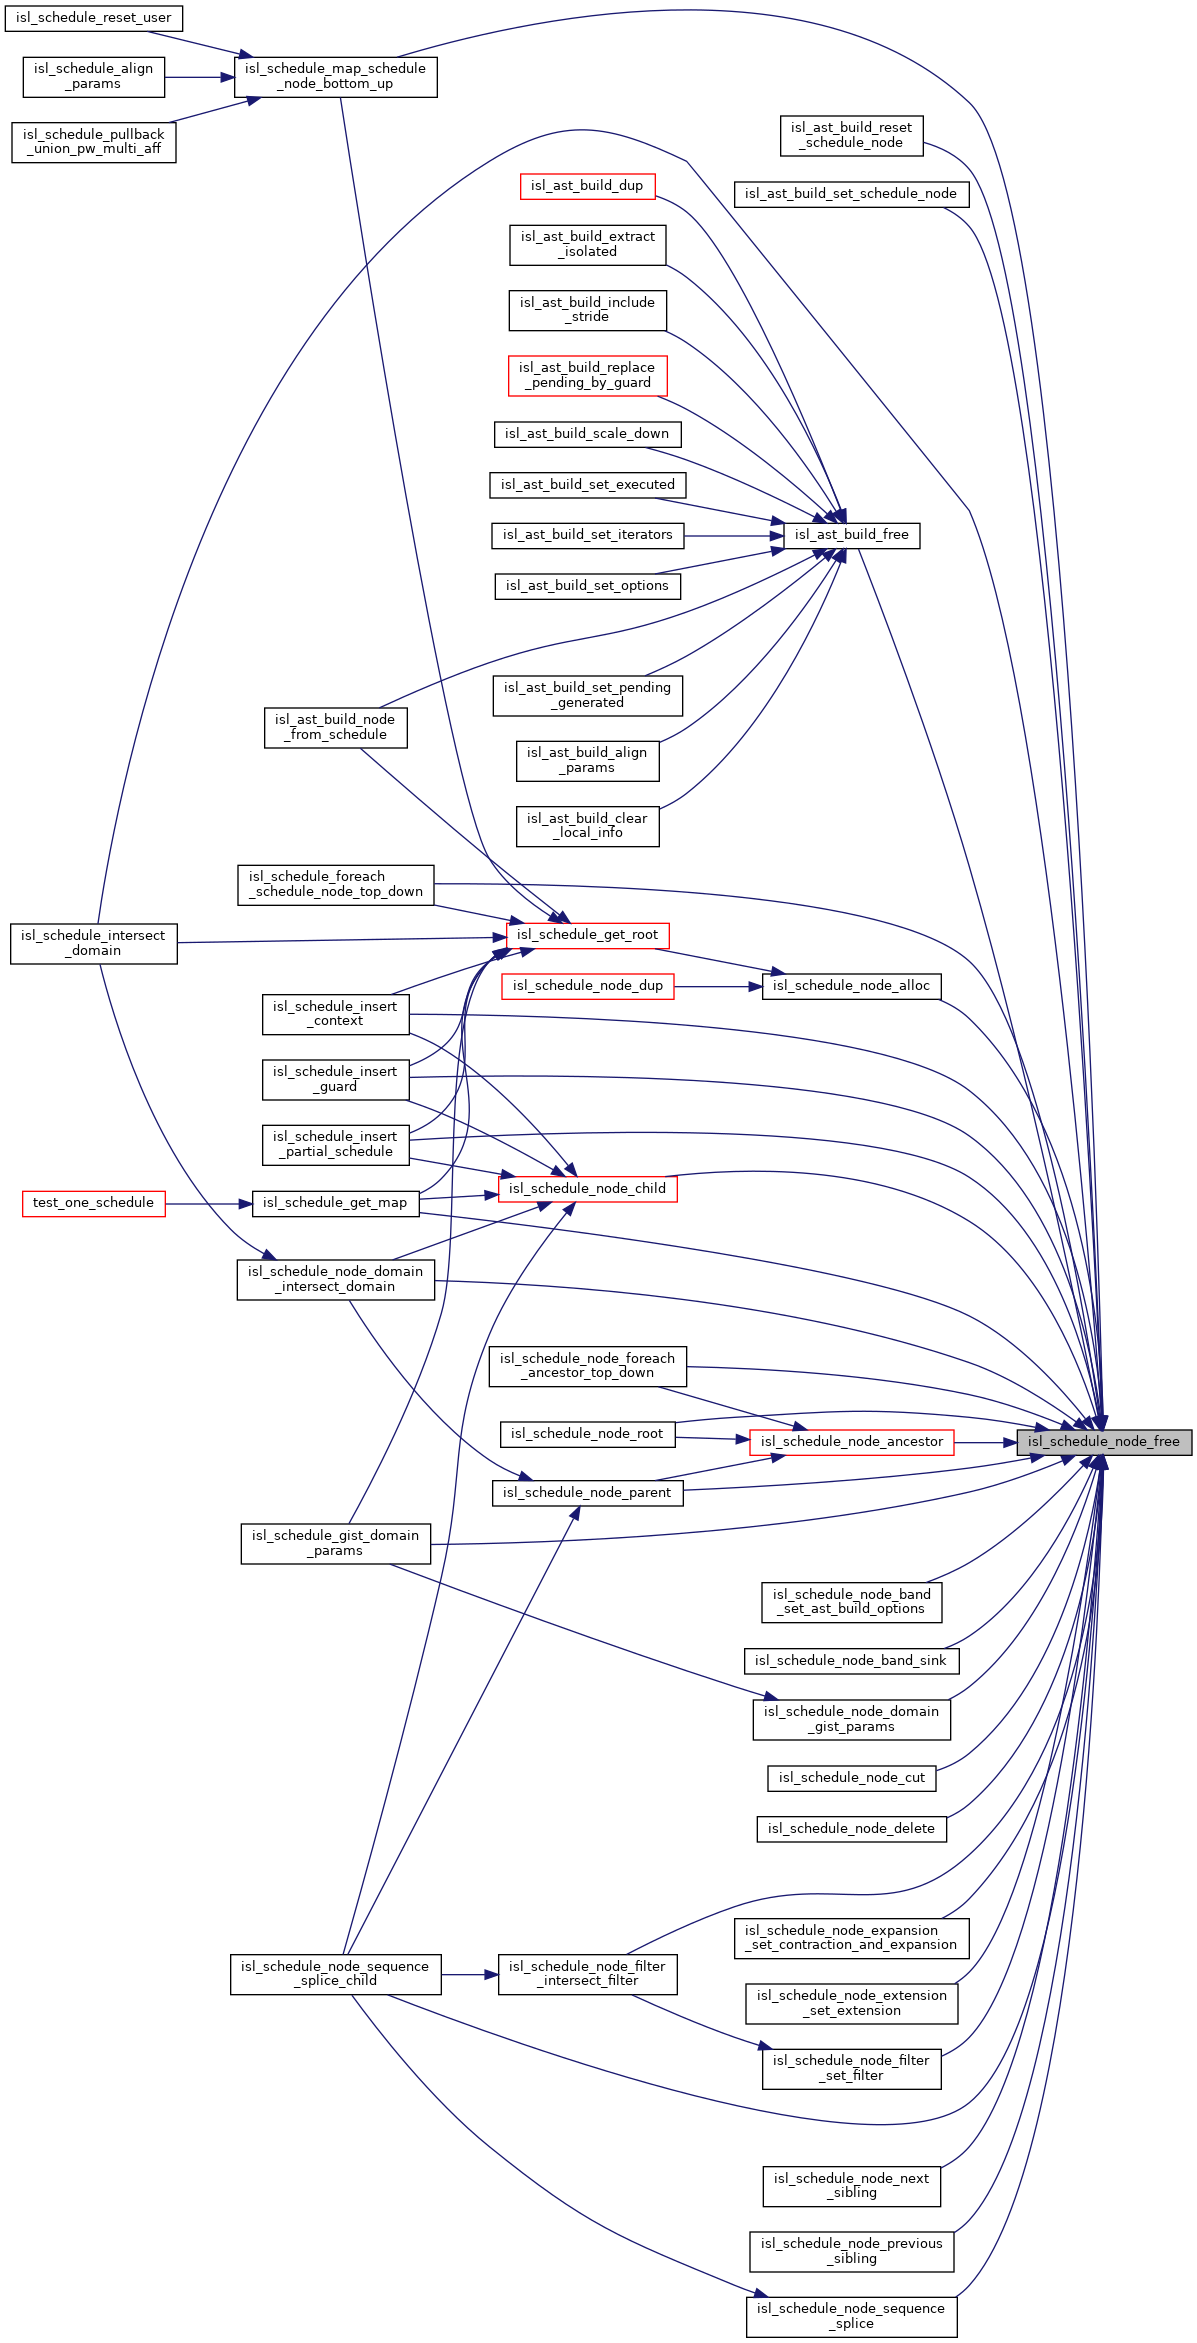 isl_schedule_reset_user
isl_schedule_align
_params
isl_schedule_map_schedule
_node_bottom_up
isl_schedule_pullback
_union_pw_multi_aff
isl_ast_build_reset
_schedule_node
isl_ast_build_dup
isl_ast_build_set_schedule_node
isl_ast_build_extract
_isolated
isl_ast_build_include
_stride
isl_ast_build_replace
_pending_by_guard
isl_ast_build_scale_down
isl_ast_build_set_executed
isl_ast_build_set_iterators
isl_ast_build_free
isl_ast_build_set_options
isl_ast_build_set_pending
_generated
isl_ast_build_node
_from_schedule
isl_ast_build_align
_params
isl_ast_build_clear
_local_info
isl_schedule_foreach
_schedule_node_top_down
isl_schedule_intersect
_domain
isl_schedule_get_root
isl_schedule_node_dup
isl_schedule_node_alloc
isl_schedule_insert
_context
isl_schedule_insert
_guard
isl_schedule_insert
_partial_schedule
isl_schedule_node_child
test_one_schedule
isl_schedule_get_map
isl_schedule_node_domain
_intersect_domain
isl_schedule_node_foreach
_ancestor_top_down
isl_schedule_node_root
isl_schedule_node_ancestor
isl_schedule_node_free
isl_schedule_node_parent
isl_schedule_gist_domain
_params
isl_schedule_node_band
_set_ast_build_options
isl_schedule_node_band_sink
isl_schedule_node_domain
_gist_params
isl_schedule_node_cut
isl_schedule_node_delete
isl_schedule_node_expansion
_set_contraction_and_expansion
isl_schedule_node_sequence
_splice_child
isl_schedule_node_filter
_intersect_filter
isl_schedule_node_extension
_set_extension
isl_schedule_node_filter
_set_filter
isl_schedule_node_next
_sibling
isl_schedule_node_previous
_sibling
isl_schedule_node_sequence
_splice